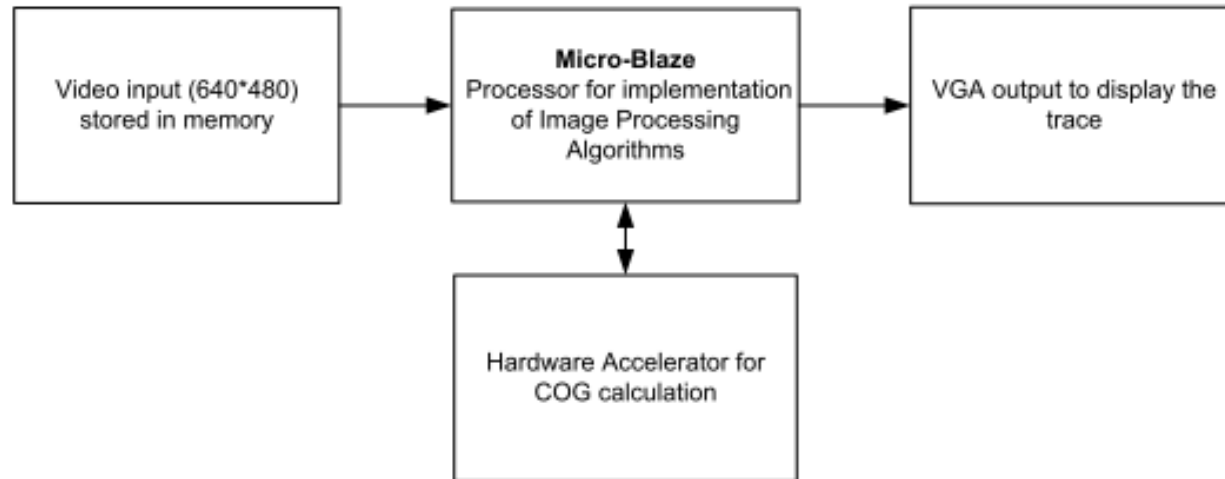 Video input (640*480)
stored in memory
Micro-Blaze
Processor for implementation
of Image Processing
Algorithms
VGA output to display the
trace
Hardware Accelerator for
COG calculation